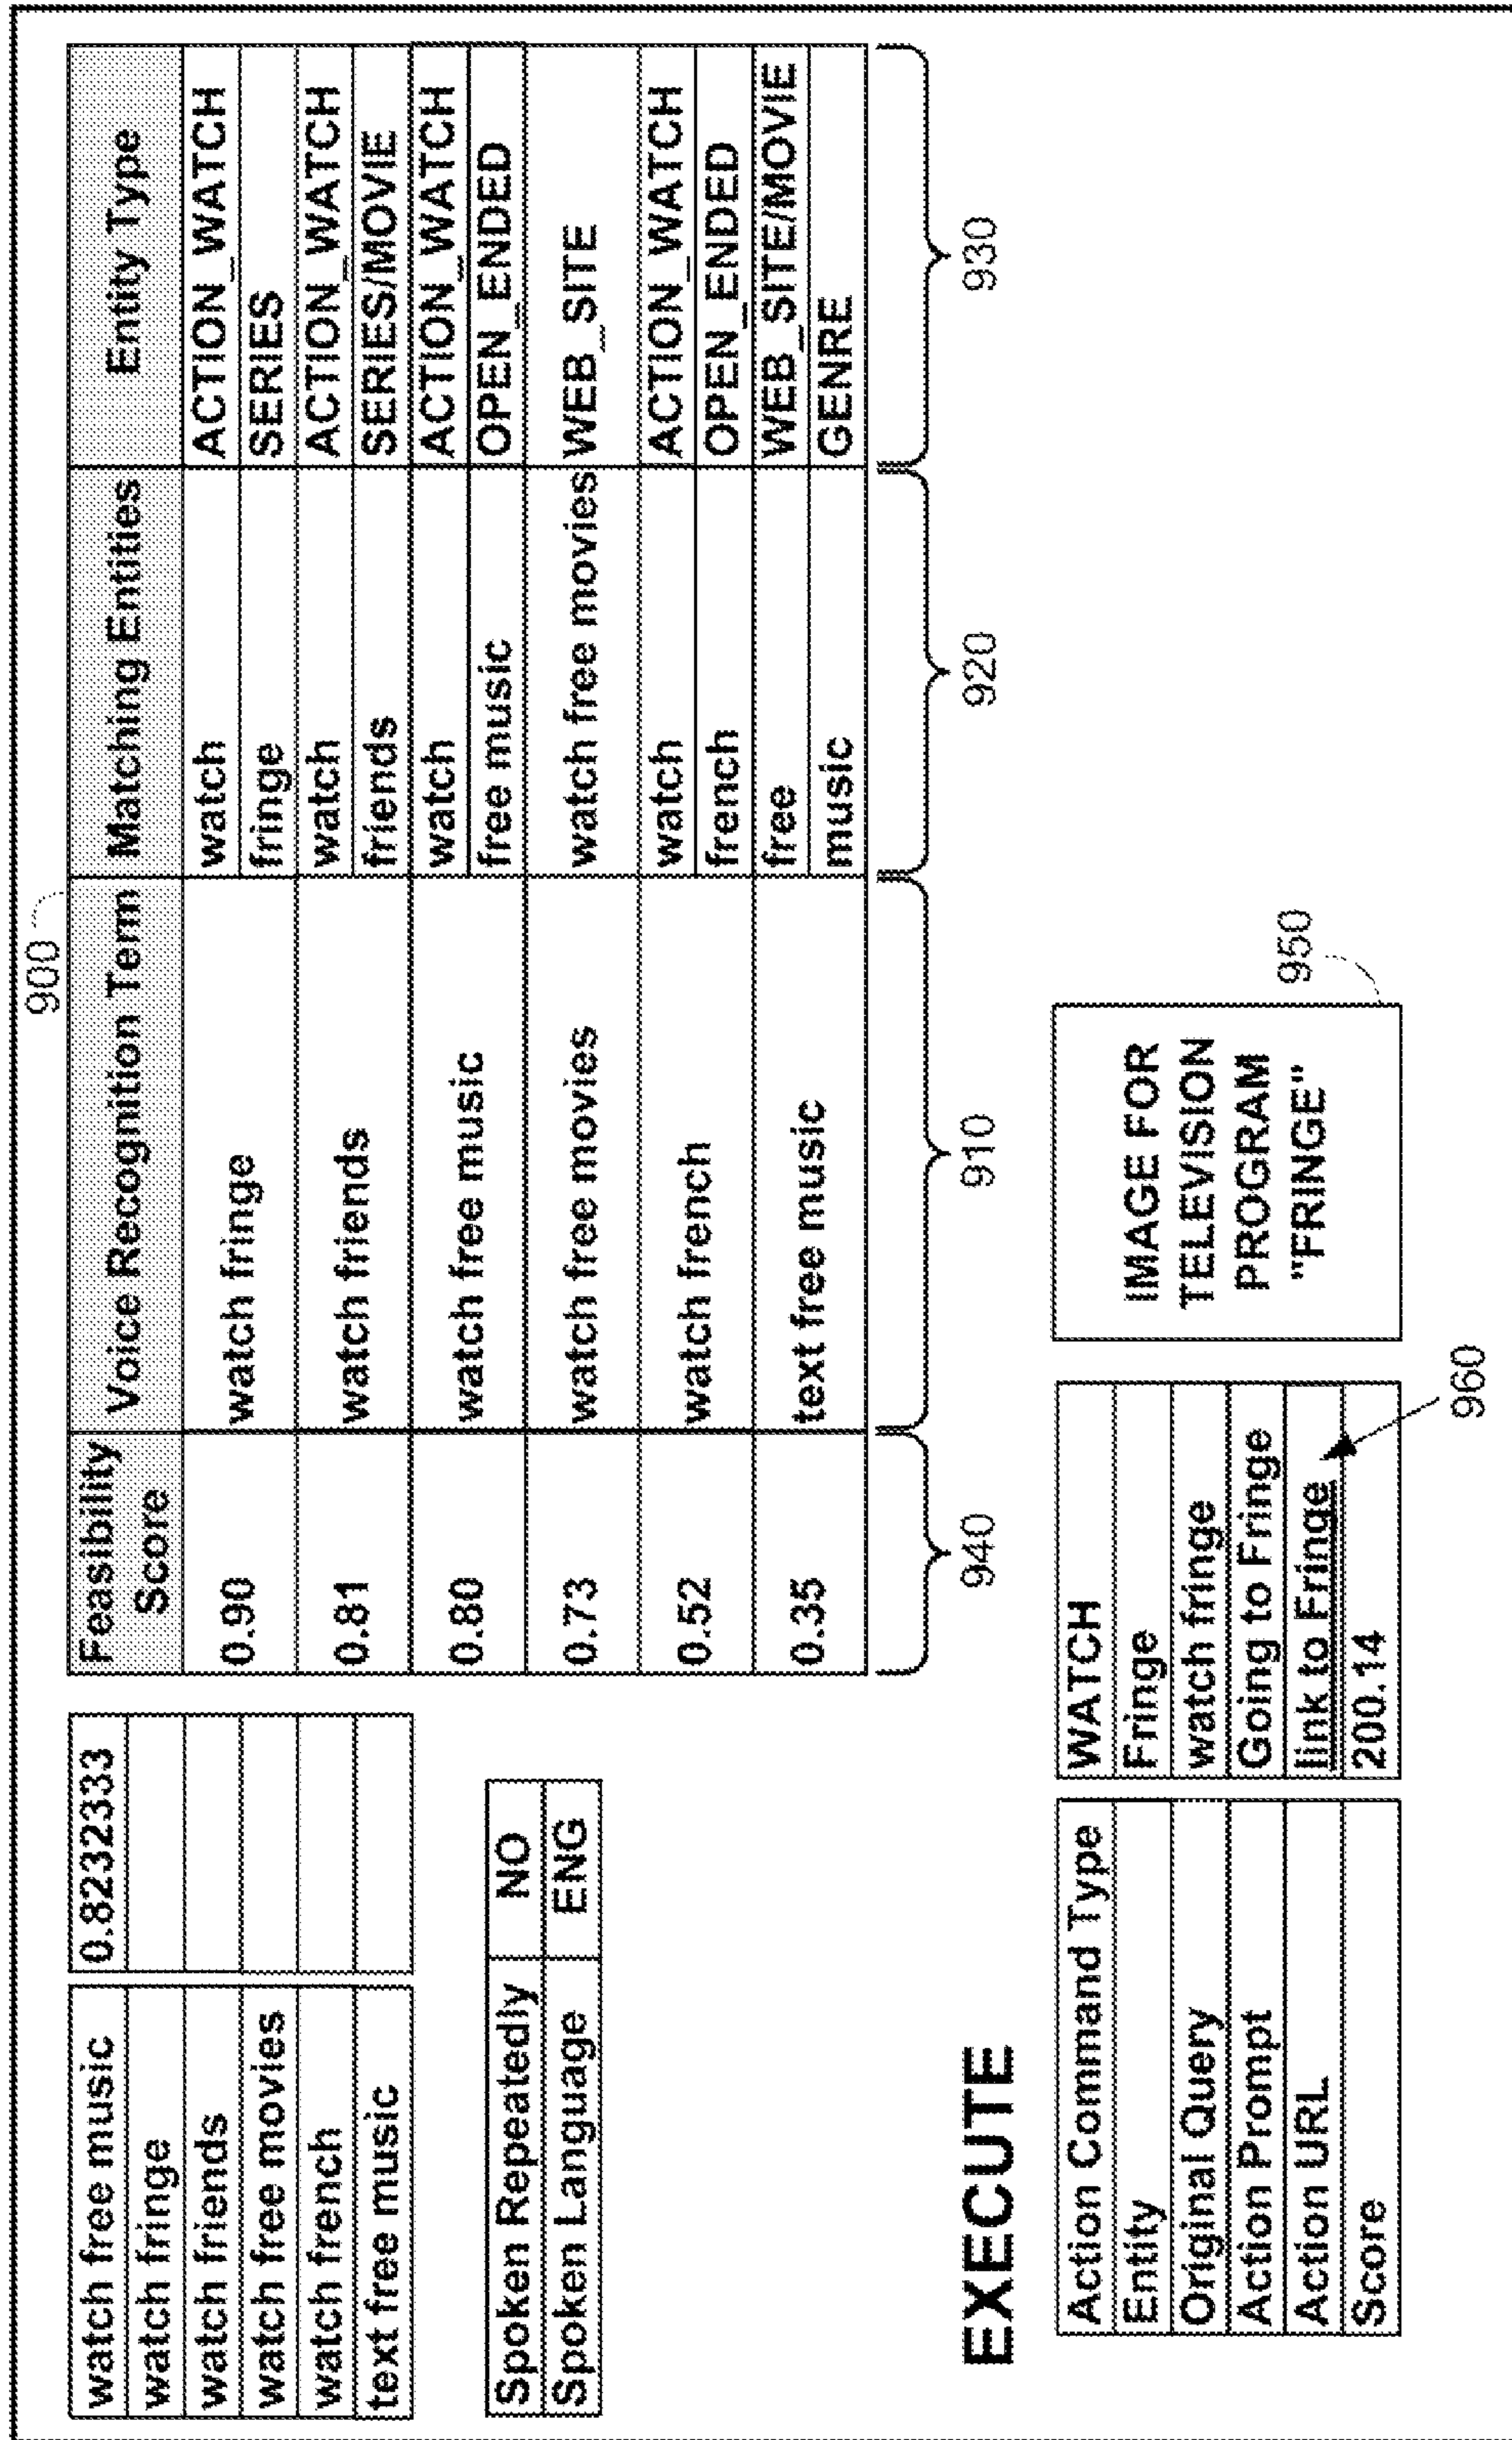 900
watch free music 0.8232333
watch fringe
watch friends
watch free movies
watch french
text free music
Spoken Repeatedly NO
Spoken Language ENG
Feasibility Score Voice Recognition Term Matching Entities Entity Type
0.90 watch fringe watch ACTION_WATCH
fringe SERIES
0.81 watch friends watch ACTION_WATCH
friends SERIES/MOVIE
0.80 watch free music watch ACTION_WATCH
free music OPEN_ENDED
0.73 watch free movies watch free movies WEB_SITE
0.52 watch french watch ACTION_WATCH
french OPEN_ENDED
0.35 text free music free WEB_SITE/MOVIE
music GENRE
940 910 920 930
EXECUTE
Action Command Type WATCH
Entity Fringe
Original Query watch fringe
Action Prompt Going to Fringe
Action URL link to Fringe
Score 200.14
960
IMAGE FOR
TELEVISION
PROGRAM
"FRINGE"
950